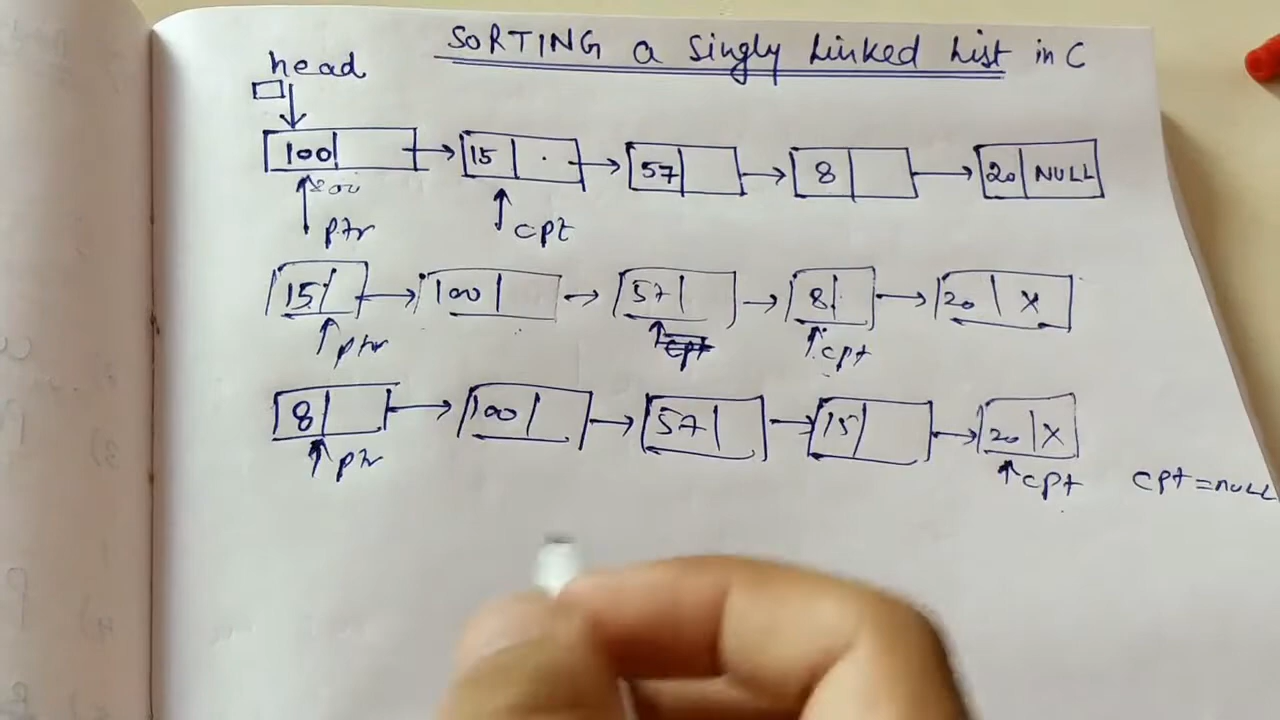 SORTING a Singly Linked List in C
head
100 15 57 8 20 NULL
ptr cpt
15 100 57 8 20 X
ptr cpt cpt
8 100 57 15 20 X
ptr cpt cpt=NULL